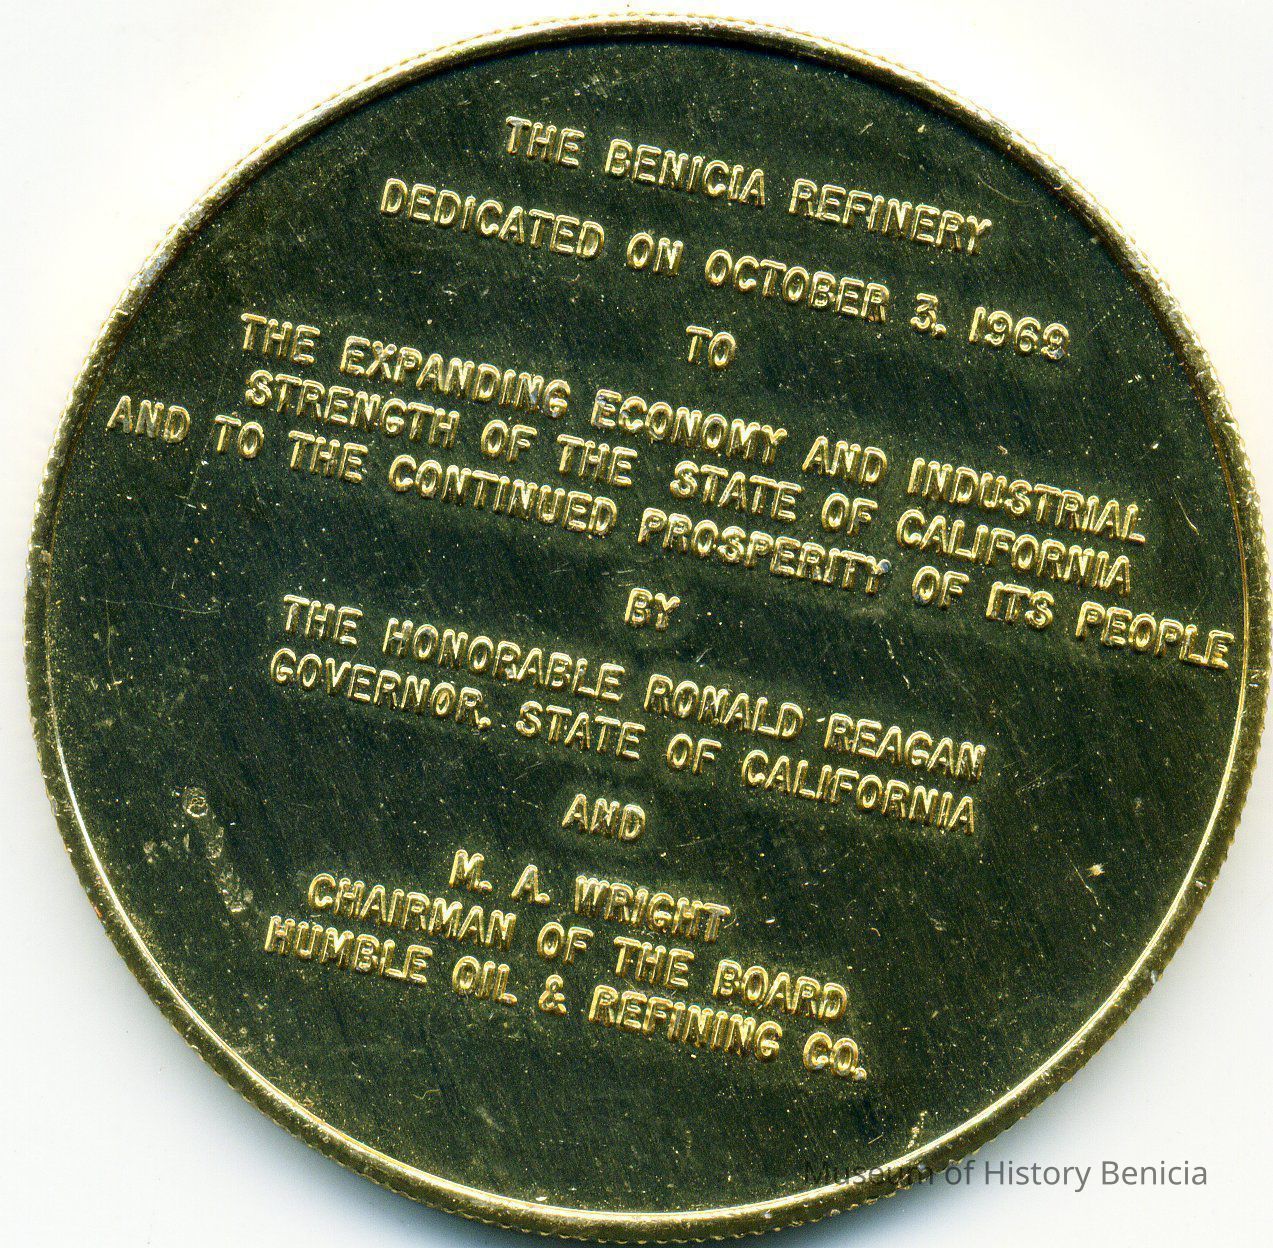 THE BENICIA REFINERY
DEDICATED ON OCTOBER 3, 1969
TO
THE EXPANDING ECONOMY AND INDUSTRIAL
STRENGTH OF THE STATE OF CALIFORNIA
AND TO THE CONTINUED PROSPERITY OF ITS PEOPLE
BY
THE HONORABLE RONALD REAGAN
GOVERNOR, STATE OF CALIFORNIA
AND
M. A. WRIGHT
CHAIRMAN OF THE BOARD
HUMBLE OIL & REFINING CO.
Museum of History Benicia